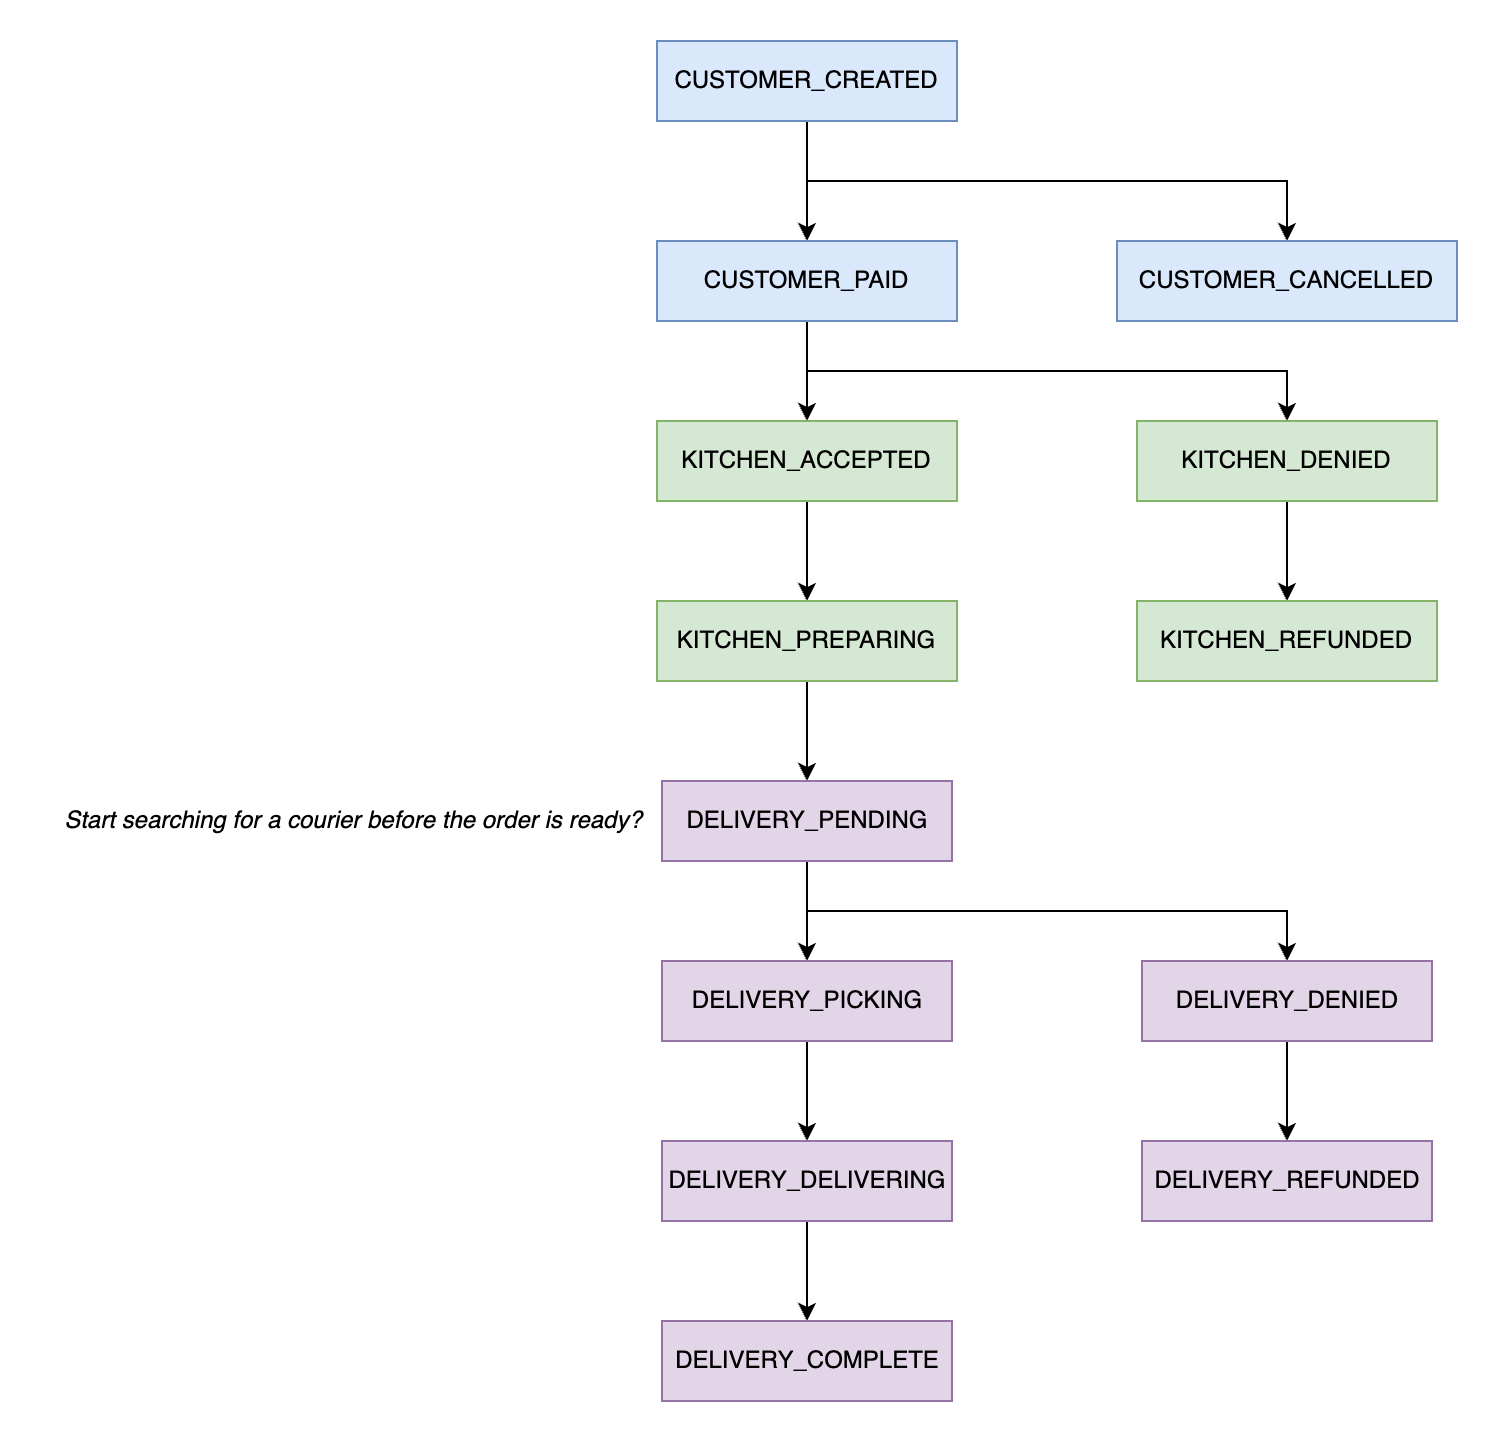 CUSTOMER_CREATED
CUSTOMER_PAID
CUSTOMER_CANCELLED
KITCHEN_ACCEPTED
KITCHEN_DENIED
KITCHEN_PREPARING
KITCHEN_REFUNDED
Start searching for a courier before the order is ready?
DELIVERY_PENDING
DELIVERY_PICKING
DELIVERY_DENIED
DELIVERY_DELIVERING
DELIVERY_REFUNDED
DELIVERY_COMPLETE